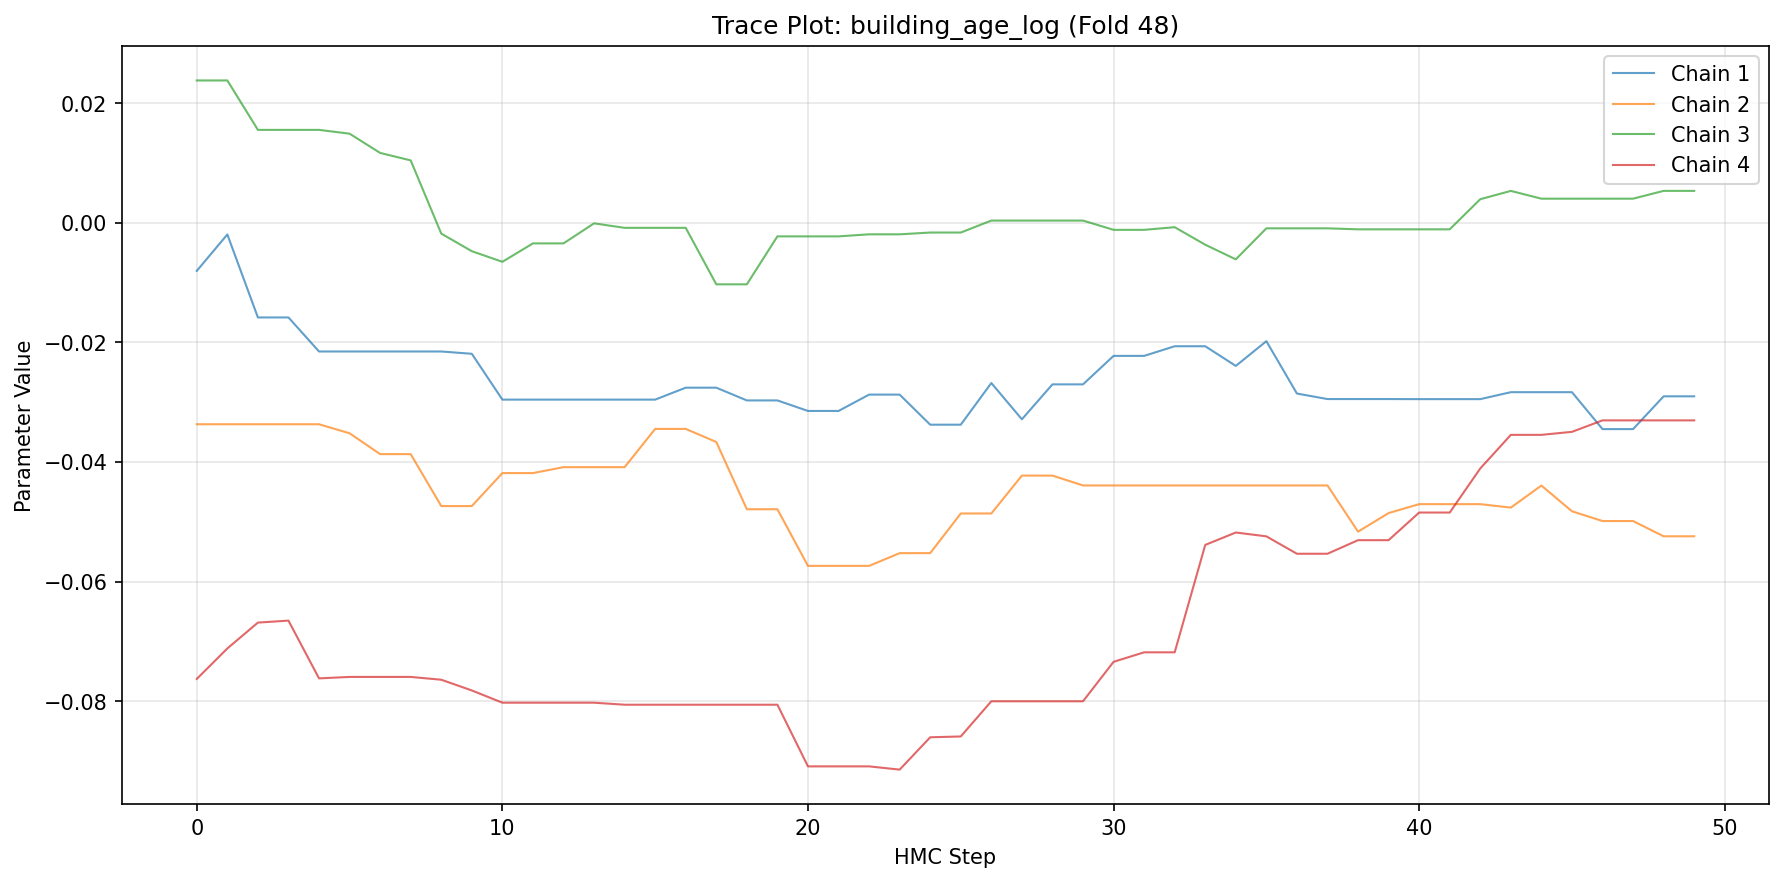 Trace Plot: building_age_log (Fold 48)
Chain 1
Chain 2
Chain 3
Chain 4
Parameter Value
0.02
0.00
−0.02
−0.04
−0.06
−0.08
0 10 20 30 40 50
HMC Step